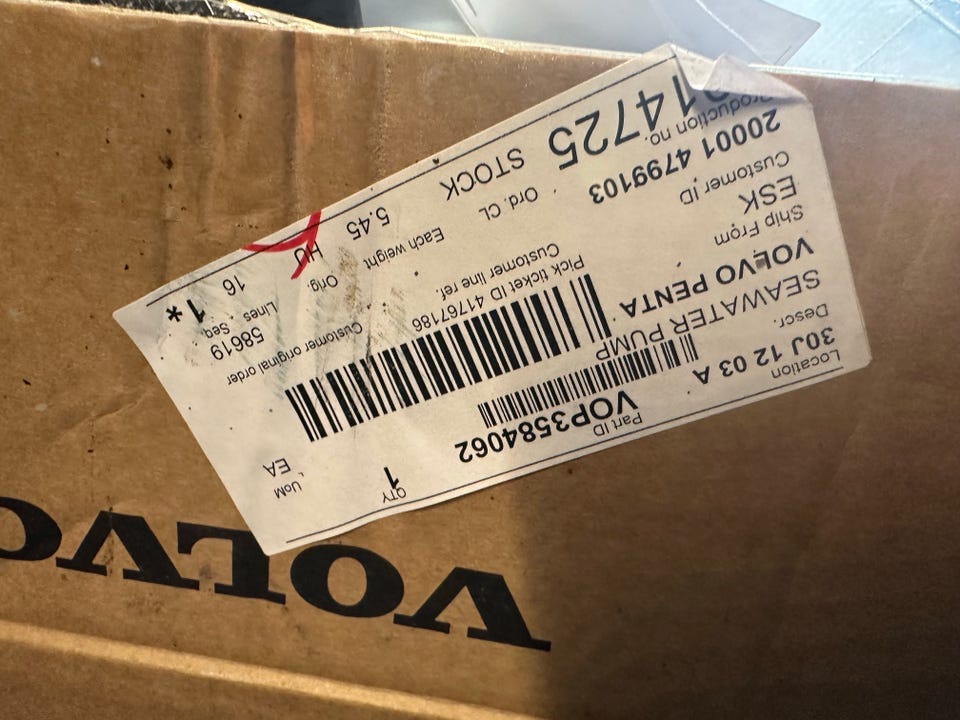 VOLVO
Location Part ID QTY UoM
30J 12 03 A VOP3584062 1 EA
Descr.
SEAWATER PUMP
VOLVO PENTA
Ship From Pick ticket ID 41767186 Customer original order
ESK Customer line ref. 58619
Customer ID Each weight Orig. Lines Seq.
20001 4799103 5.45 HU 16 1*
Production no. Ord. CL
14725 STOCK